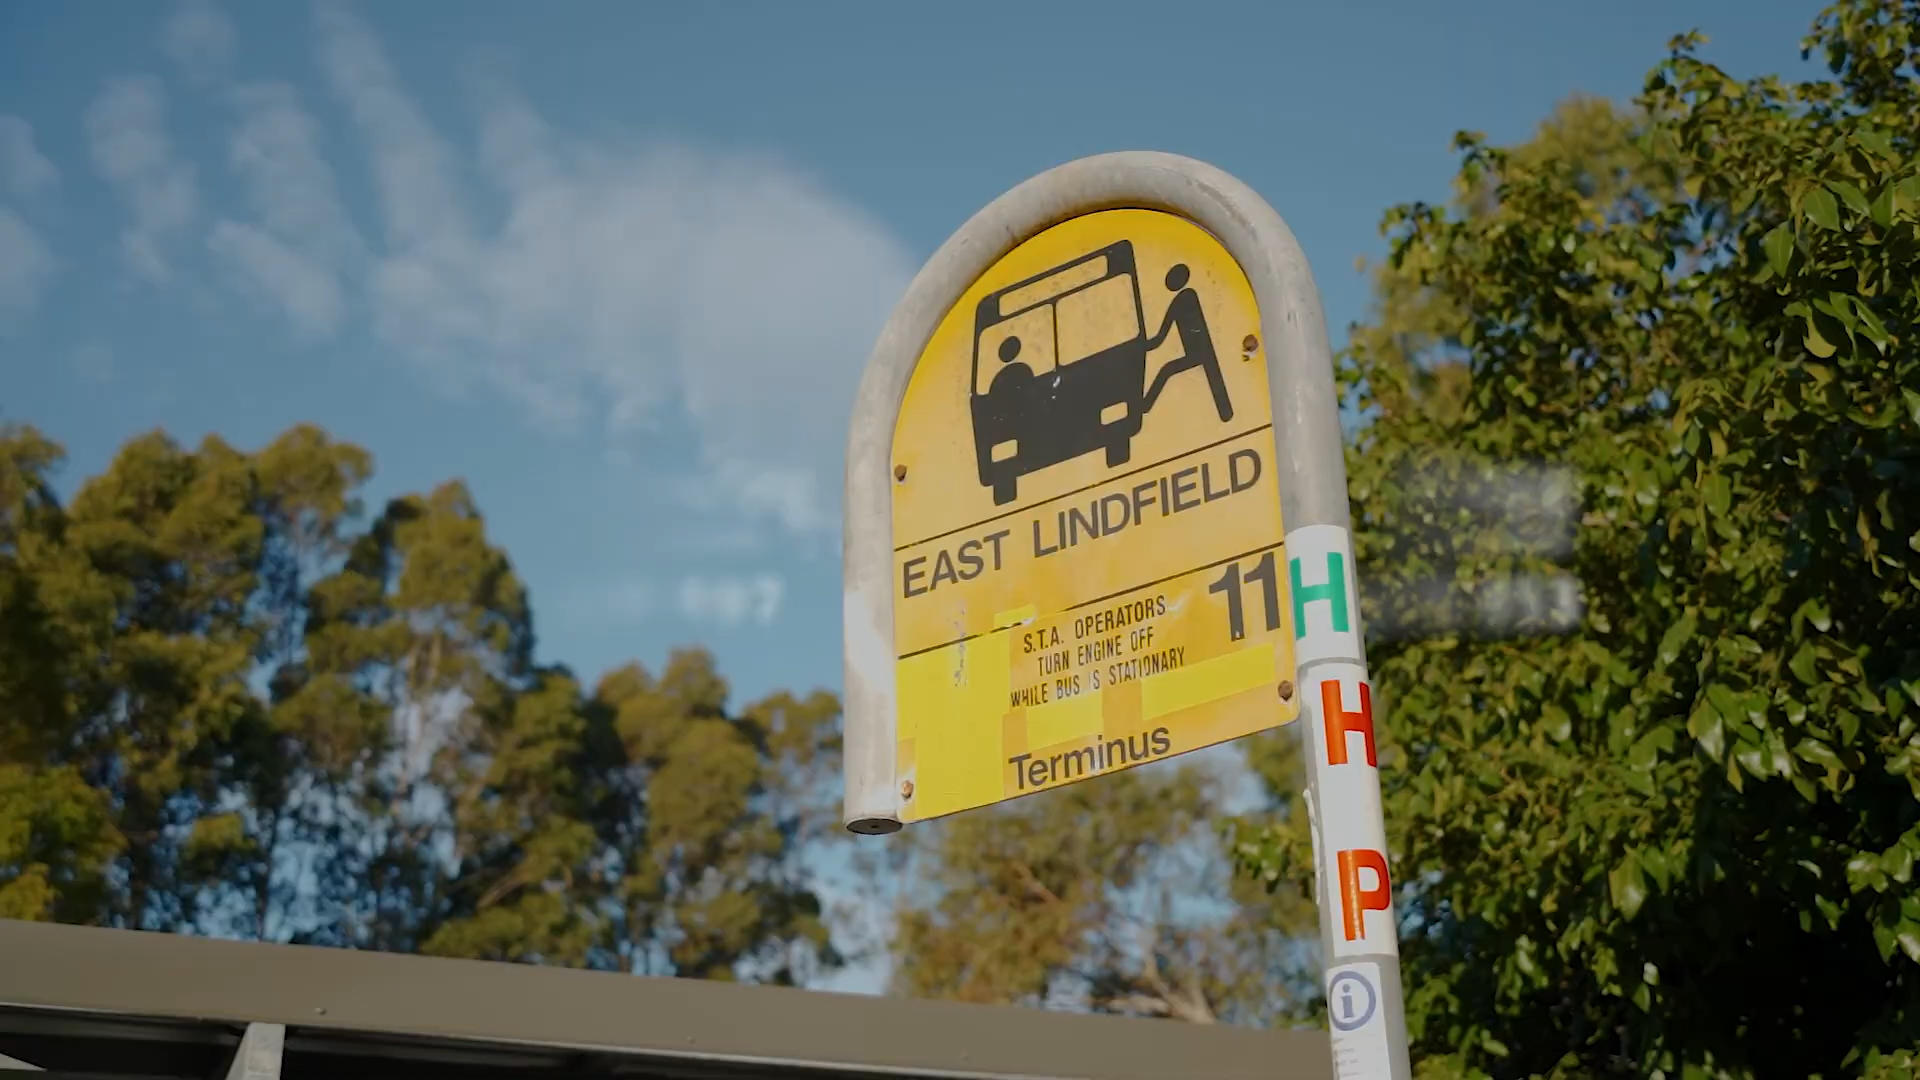 EAST LINDFIELD
11
S.T.A. OPERATORS
TURN ENGINE OFF
WHILE BUS IS STATIONARY
Terminus
H
H
P
i